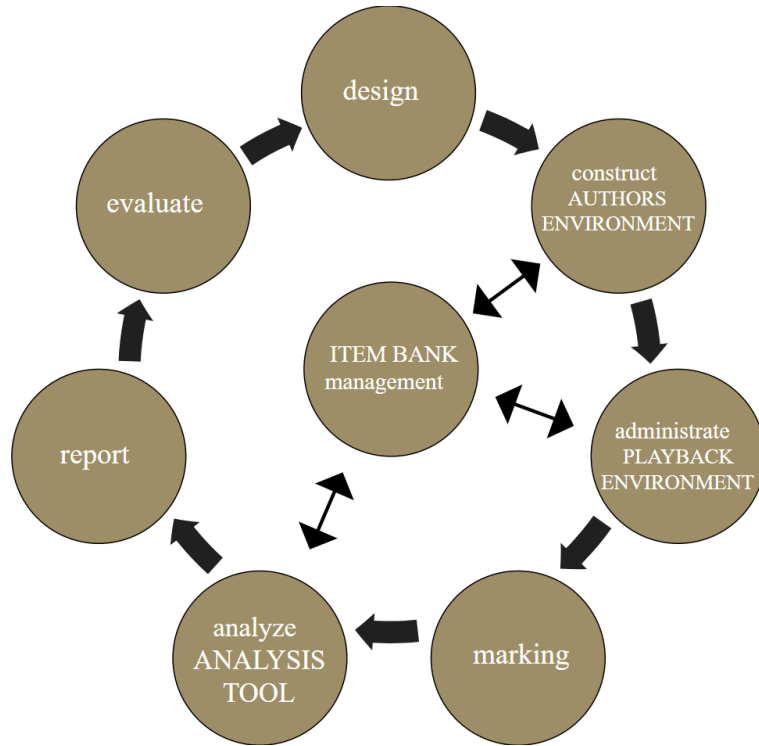 design
construct
AUTHORS
ENVIRONMENT
evaluate
ITEM BANK
management
administrate
PLAYBACK
ENVIRONMENT
report
analyze
ANALYSIS
TOOL
marking